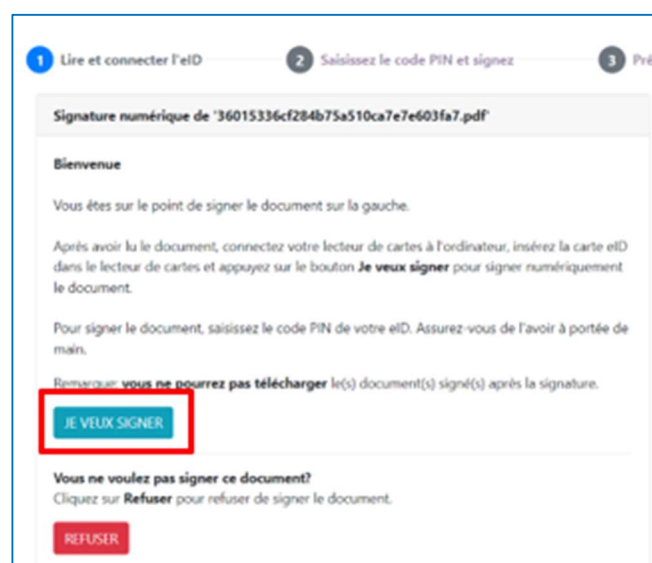 1 Lire et connecter l'eID 2 Saisissez le code PIN et signez 3 Pré
Signature numérique de '36015336cf284b75a510ca7e7e603fa7.pdf'
Bienvenue
Vous êtes sur le point de signer le document sur la gauche.
Après avoir lu le document, connectez votre lecteur de cartes à l'ordinateur, insérez la carte eID
dans le lecteur de cartes et appuyez sur le bouton Je veux signer pour signer numériquement
le document.
Pour signer le document, saisissez le code PIN de votre eID. Assurez-vous de l'avoir à portée de
main.
Remarque: vous ne pourrez pas télécharger le(s) document(s) signé(s) après la signature.
JE VEUX SIGNER
Vous ne voulez pas signer ce document?
Cliquez sur Refuser pour refuser de signer le document.
REFUSER